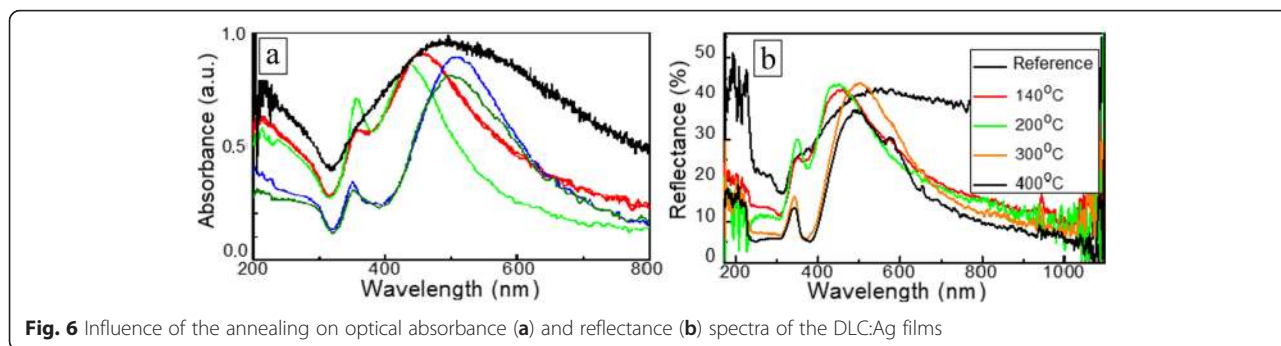 a
1.0
0.5
0.0
Absorbance (a.u.)
200 400 600 800
Wavelength (nm)
b
50
40
30
20
10
0
Reflectance (%)
200 400 600 800 1000
Wavelength (nm)
Reference
140⁰C
200⁰C
300⁰C
400⁰C
Fig. 6 Influence of the annealing on optical absorbance (a) and reflectance (b) spectra of the DLC:Ag films